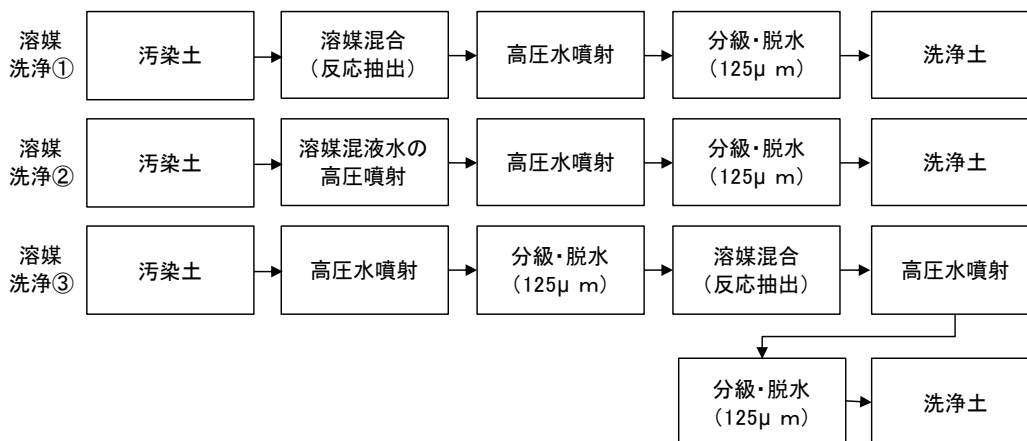 溶媒
洗浄①
汚染土
溶媒混合
（反応抽出）
高圧水噴射
分級・脱水
（125μ m）
洗浄土
溶媒
洗浄②
汚染土
溶媒混液水の
高圧噴射
高圧水噴射
分級・脱水
（125μ m）
洗浄土
溶媒
洗浄③
汚染土
高圧水噴射
分級・脱水
（125μ m）
溶媒混合
（反応抽出）
高圧水噴射
分級・脱水
（125μ m）
洗浄土